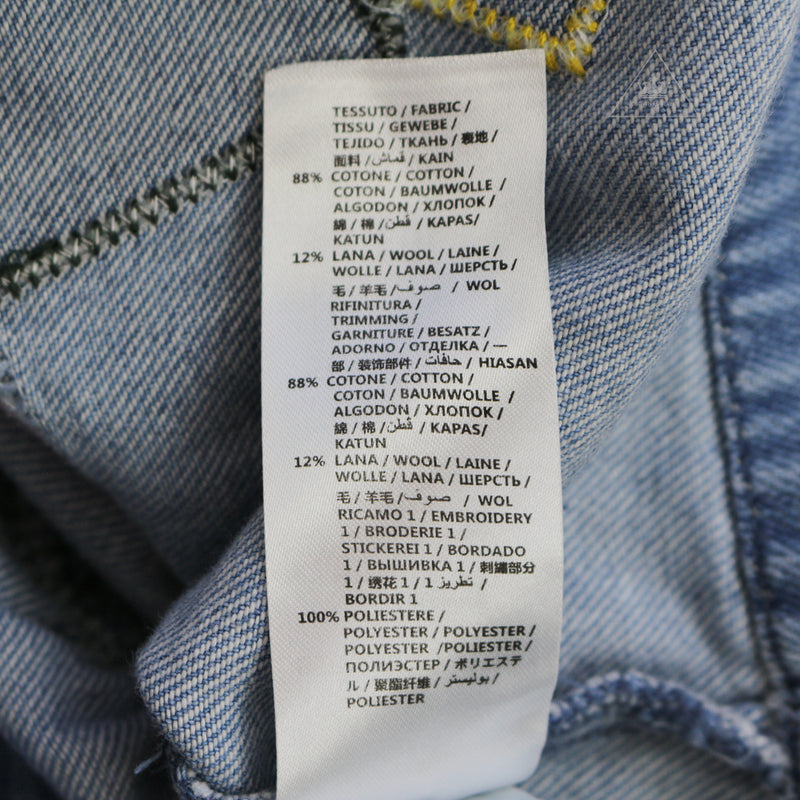 TESSUTO / FABRIC /
TISSU / GEWEBE /
TEJIDO / ТКАНЬ / 表地 /
面料 / قماش / KAIN
88% COTONE / COTTON /
COTON / BAUMWOLLE /
ALGODON / ХЛОПОК /
綿 / 棉 / قطن / KAPAS/
KATUN
12% LANA / WOOL / LAINE /
WOLLE / LANA / ШЕРСТЬ /
毛 / 羊毛 / صوف / WOL
RIFINITURA /
TRIMMING /
GARNITURE / BESATZ /
ADORNO / ОТДЕЛКА / 一
部 / 装饰部件 / حافات / HIASAN
88% COTONE / COTTON /
COTON / BAUMWOLLE /
ALGODON / ХЛОПОК /
綿 / 棉 / قطن / KAPAS/
KATUN
12% LANA / WOOL / LAINE /
WOLLE / LANA / ШЕРСТЬ /
毛 / 羊毛 / صوف / WOL
RICAMO 1 / EMBROIDERY
1 / BRODERIE 1 /
STICKEREI 1 / BORDADO
1 / ВЫШИВКА 1 / 刺繡部分
1 / 绣花 1 / تطريز 1 /
BORDIR 1
100% POLIESTERE /
POLYESTER / POLYESTER /
POLYESTER /POLIESTER /
ПОЛИЭСТЕР / ポリエステ
ル / 聚酯纤维 / بوليستر /
POLIESTER